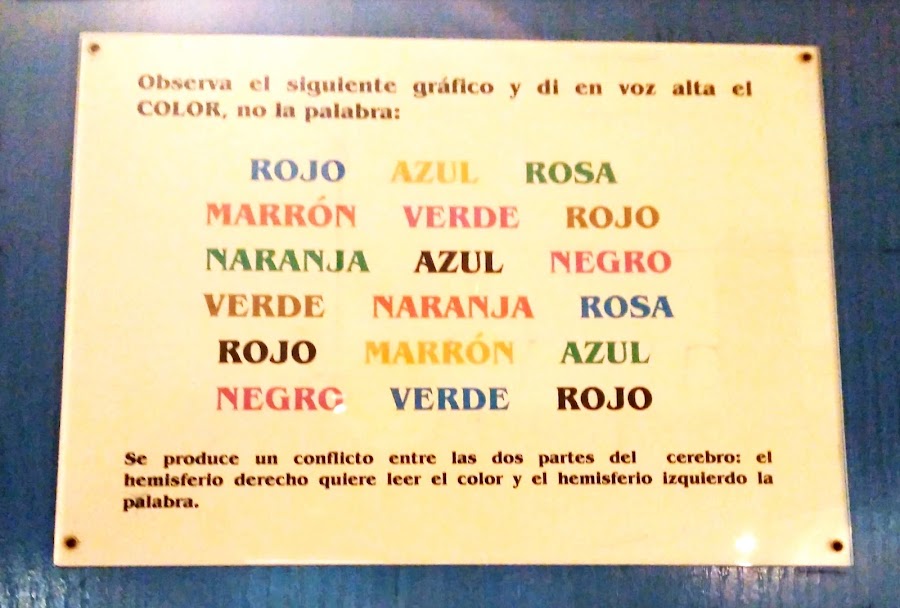 Observa el siguiente gráfico y di en voz alta el
COLOR, no la palabra:
ROJO AZUL ROSA
MARRÓN VERDE ROJO
NARANJA AZUL NEGRO
VERDE NARANJA ROSA
ROJO MARRÓN AZUL
NEGRO VERDE ROJO
Se produce un conflicto entre las dos partes del cerebro: el
hemisferio derecho quiere leer el color y el hemisferio izquierdo la
palabra.